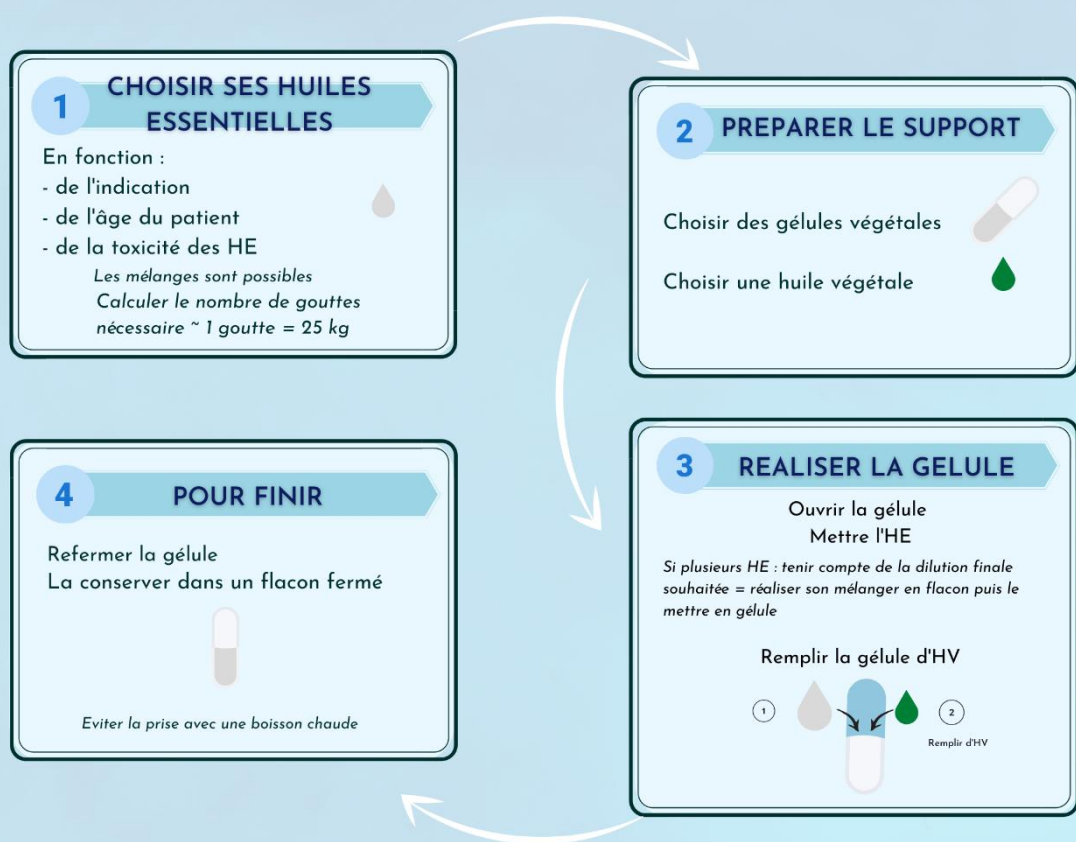 1
CHOISIR SES HUILES
ESSENTIELLES
En fonction :
- de l'indication
- de l'âge du patient
- de la toxicité des HE
Les mélanges sont possibles
Calculer le nombre de gouttes
nécessaire ~ 1 goutte = 25 kg
2
PREPARER LE SUPPORT
Choisir des gélules végétales
Choisir une huile végétale
3
REALISER LA GELULE
Ouvrir la gélule
Mettre l'HE
Si plusieurs HE : tenir compte de la dilution finale
souhaitée = réaliser son mélanger en flacon puis le
mettre en gélule
Remplir la gélule d'HV
1
2
Remplir d'HV
4
POUR FINIR
Refermer la gélule
La conserver dans un flacon fermé
Eviter la prise avec une boisson chaude